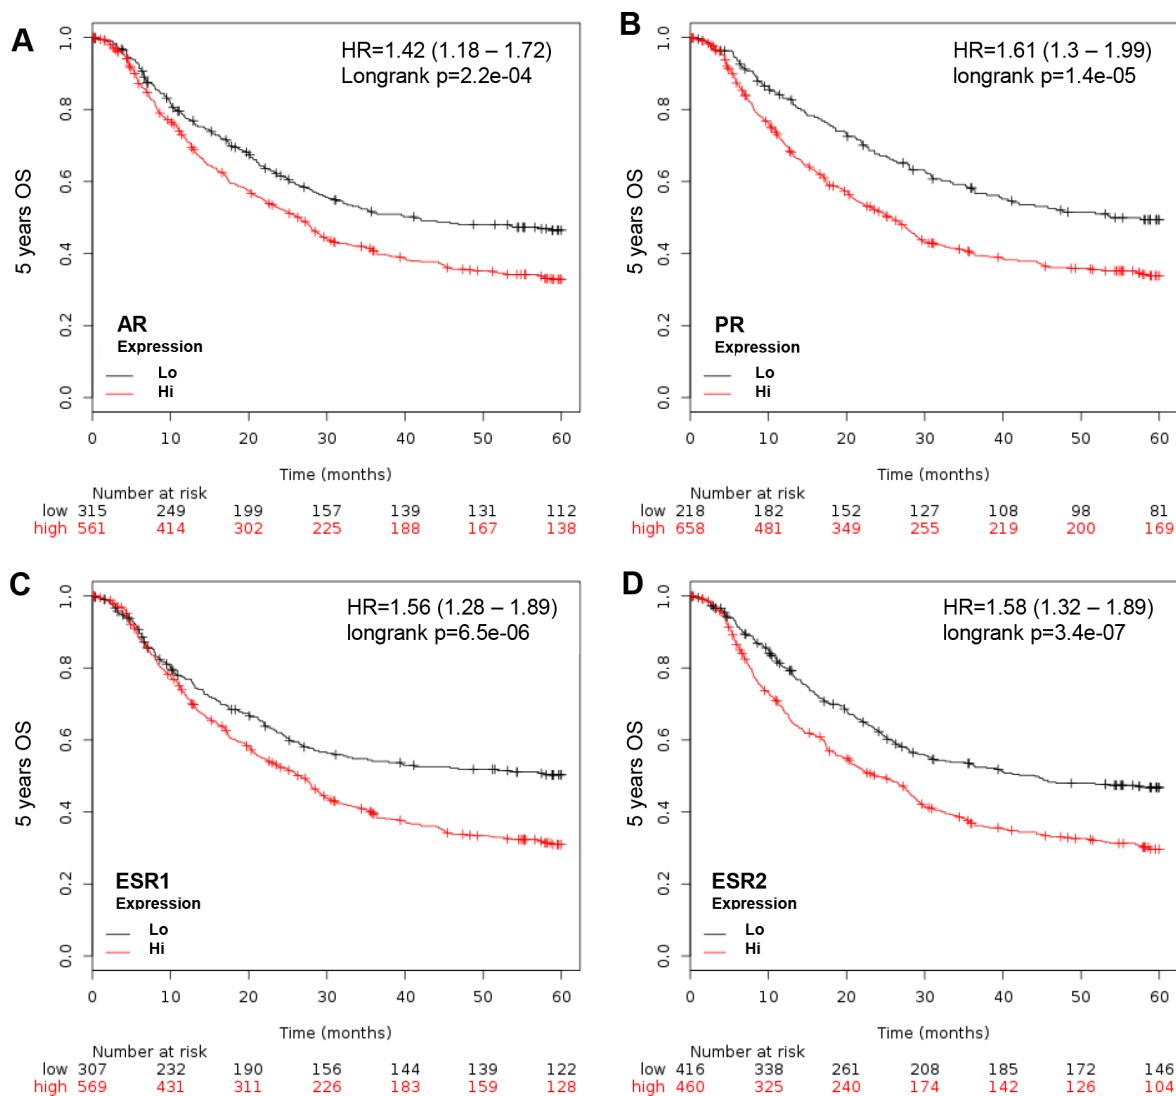 A
HR=1.42 (1.18 – 1.72)
Longrank p=2.2e-04
5 years OS
1.0
0.8
0.6
0.4
0.2
0.0
AR
Expression
Lo
Hi
0 10 20 30 40 50 60
Time (months)
Number at risk
low 315 249 199 157 139 131 112
high 561 414 302 225 188 167 138
B
HR=1.61 (1.3 – 1.99)
longrank p=1.4e-05
5 years OS
1.0
0.8
0.6
0.4
0.2
0.0
PR
Expression
Lo
Hi
0 10 20 30 40 50 60
Time (months)
Number at risk
low 218 182 152 127 108 98 81
high 658 481 349 255 219 200 169
C
HR=1.56 (1.28 – 1.89)
longrank p=6.5e-06
5 years OS
1.0
0.8
0.6
0.4
0.2
0.0
ESR1
Expression
Lo
Hi
0 10 20 30 40 50 60
Time (months)
Number at risk
low 307 232 190 156 144 139 122
high 569 431 311 226 183 159 128
D
HR=1.58 (1.32 – 1.89)
longrank p=3.4e-07
5 years OS
1.0
0.8
0.6
0.4
0.2
0.0
ESR2
Expression
Lo
Hi
0 10 20 30 40 50 60
Time (months)
Number at risk
low 416 338 261 208 185 172 146
high 460 325 240 174 142 126 104